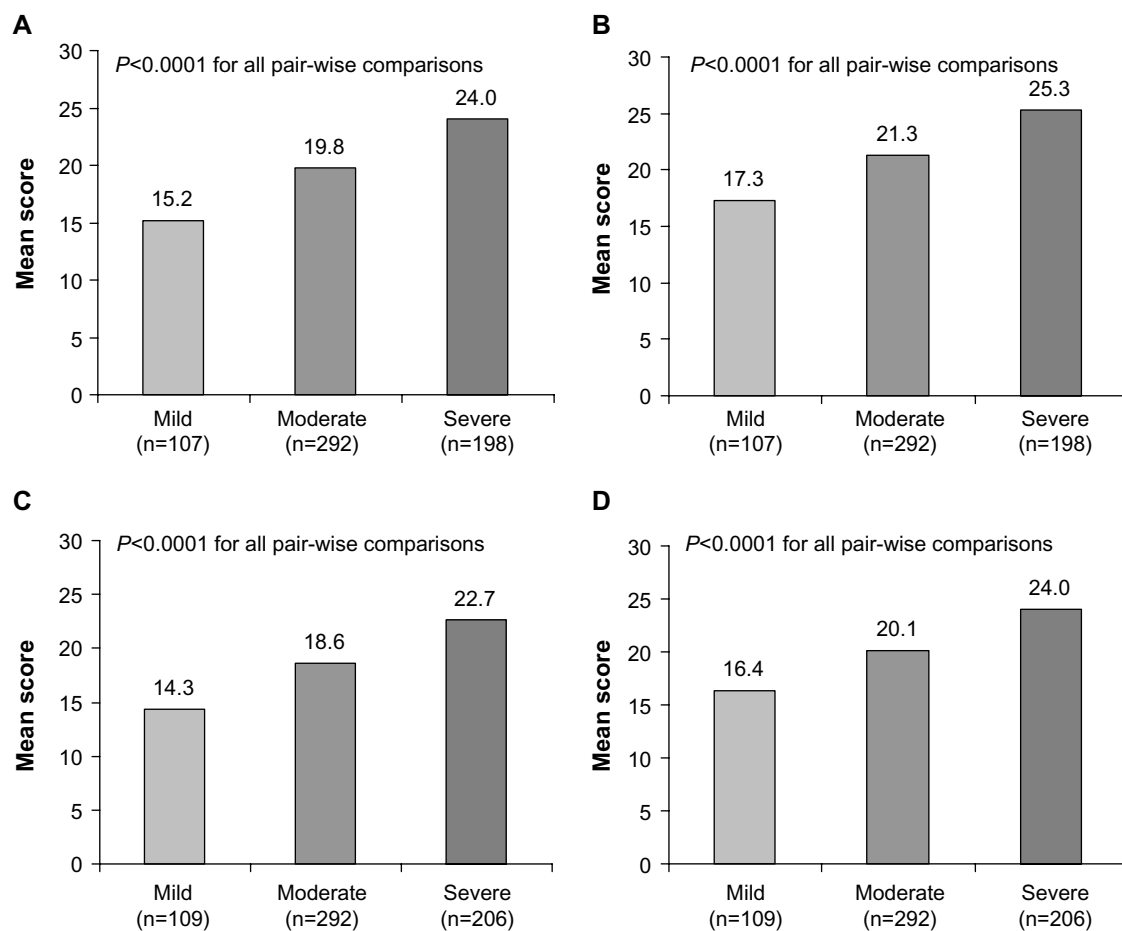 A
P<0.0001 for all pair-wise comparisons
Mean score
30
25
20
15
10
5
0
15.2
19.8
24.0
Mild
(n=107)
Moderate
(n=292)
Severe
(n=198)
B
P<0.0001 for all pair-wise comparisons
Mean score
30
25
20
15
10
5
0
17.3
21.3
25.3
Mild
(n=107)
Moderate
(n=292)
Severe
(n=198)
C
P<0.0001 for all pair-wise comparisons
Mean score
30
25
20
15
10
5
0
14.3
18.6
22.7
Mild
(n=109)
Moderate
(n=292)
Severe
(n=206)
D
P<0.0001 for all pair-wise comparisons
Mean score
30
25
20
15
10
5
0
16.4
20.1
24.0
Mild
(n=109)
Moderate
(n=292)
Severe
(n=206)